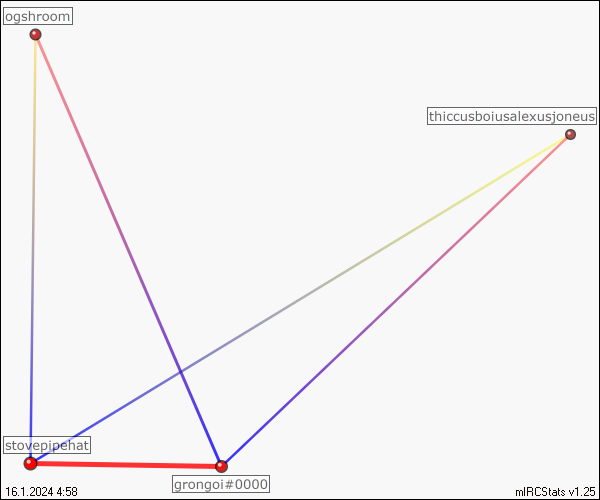 ogshroom
thiccusboiusalexusjoneus
stovepipehat
grongoi#0000
16.1.2024 4:58
mIRCStats v1.25